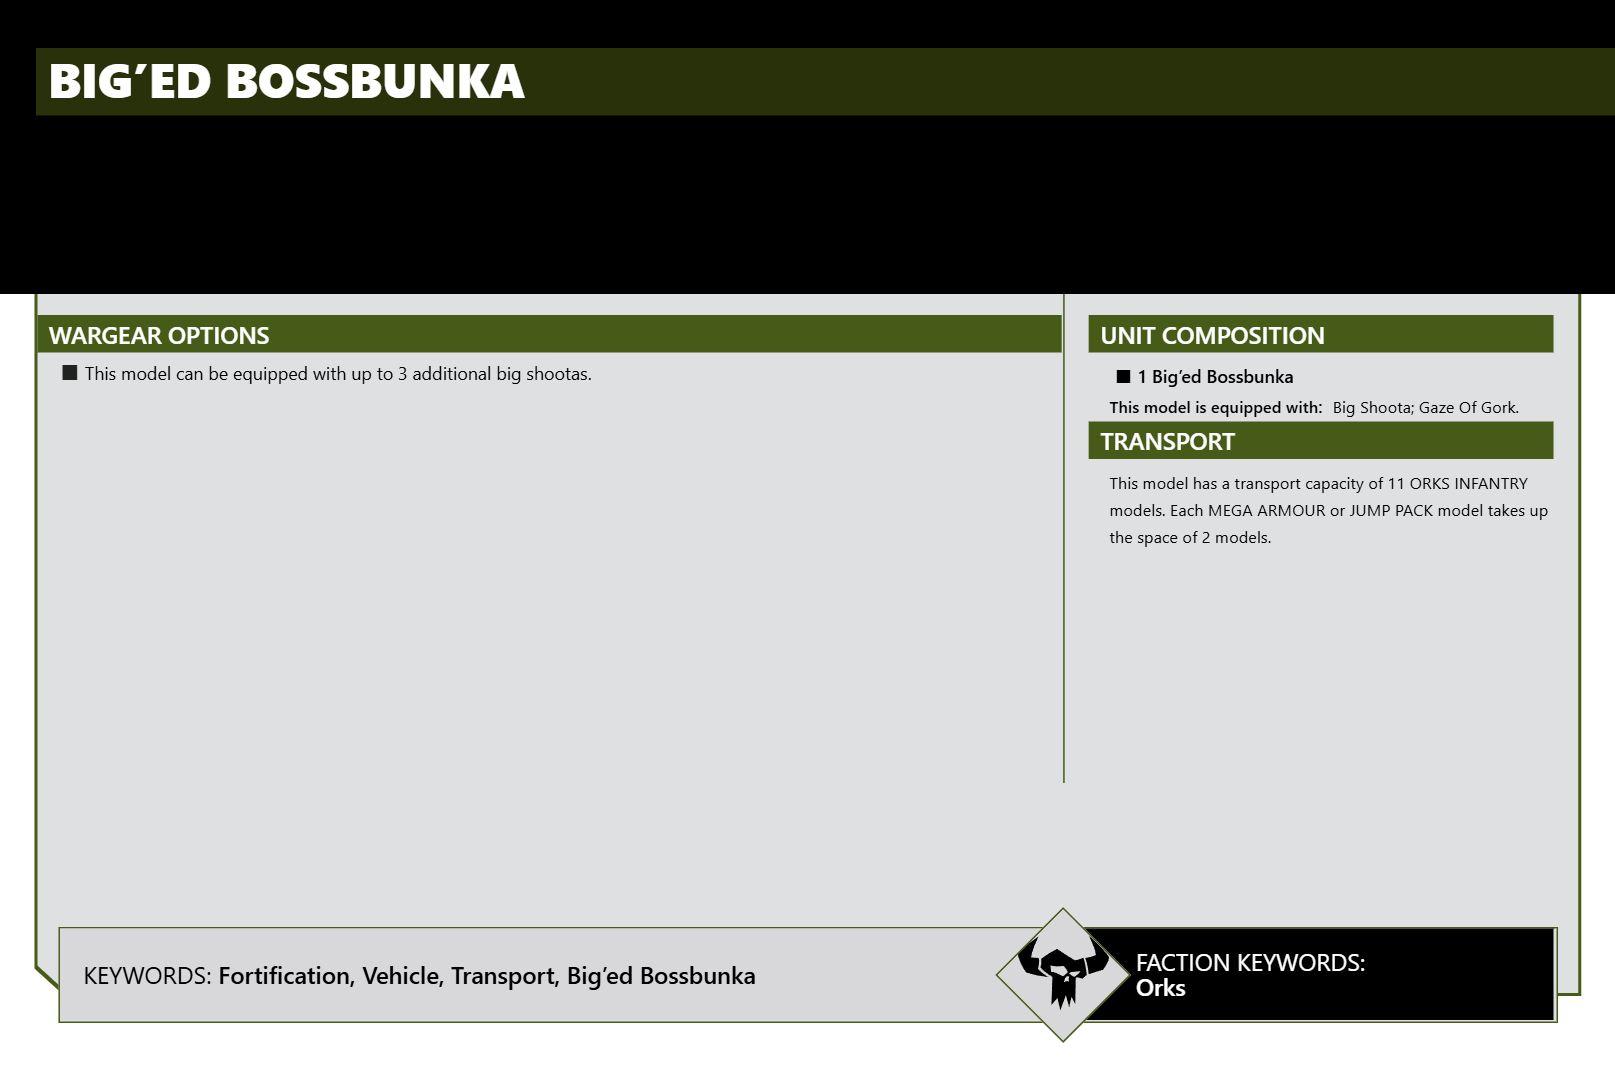 BIG’ED BOSSBUNKA
WARGEAR OPTIONS
■ This model can be equipped with up to 3 additional big shootas.
UNIT COMPOSITION
■ 1 Big’ed Bossbunka
This model is equipped with: Big Shoota; Gaze Of Gork.
TRANSPORT
This model has a transport capacity of 11 ORKS INFANTRY
models. Each MEGA ARMOUR or JUMP PACK model takes up
the space of 2 models.
KEYWORDS: Fortification, Vehicle, Transport, Big’ed Bossbunka
FACTION KEYWORDS:
Orks